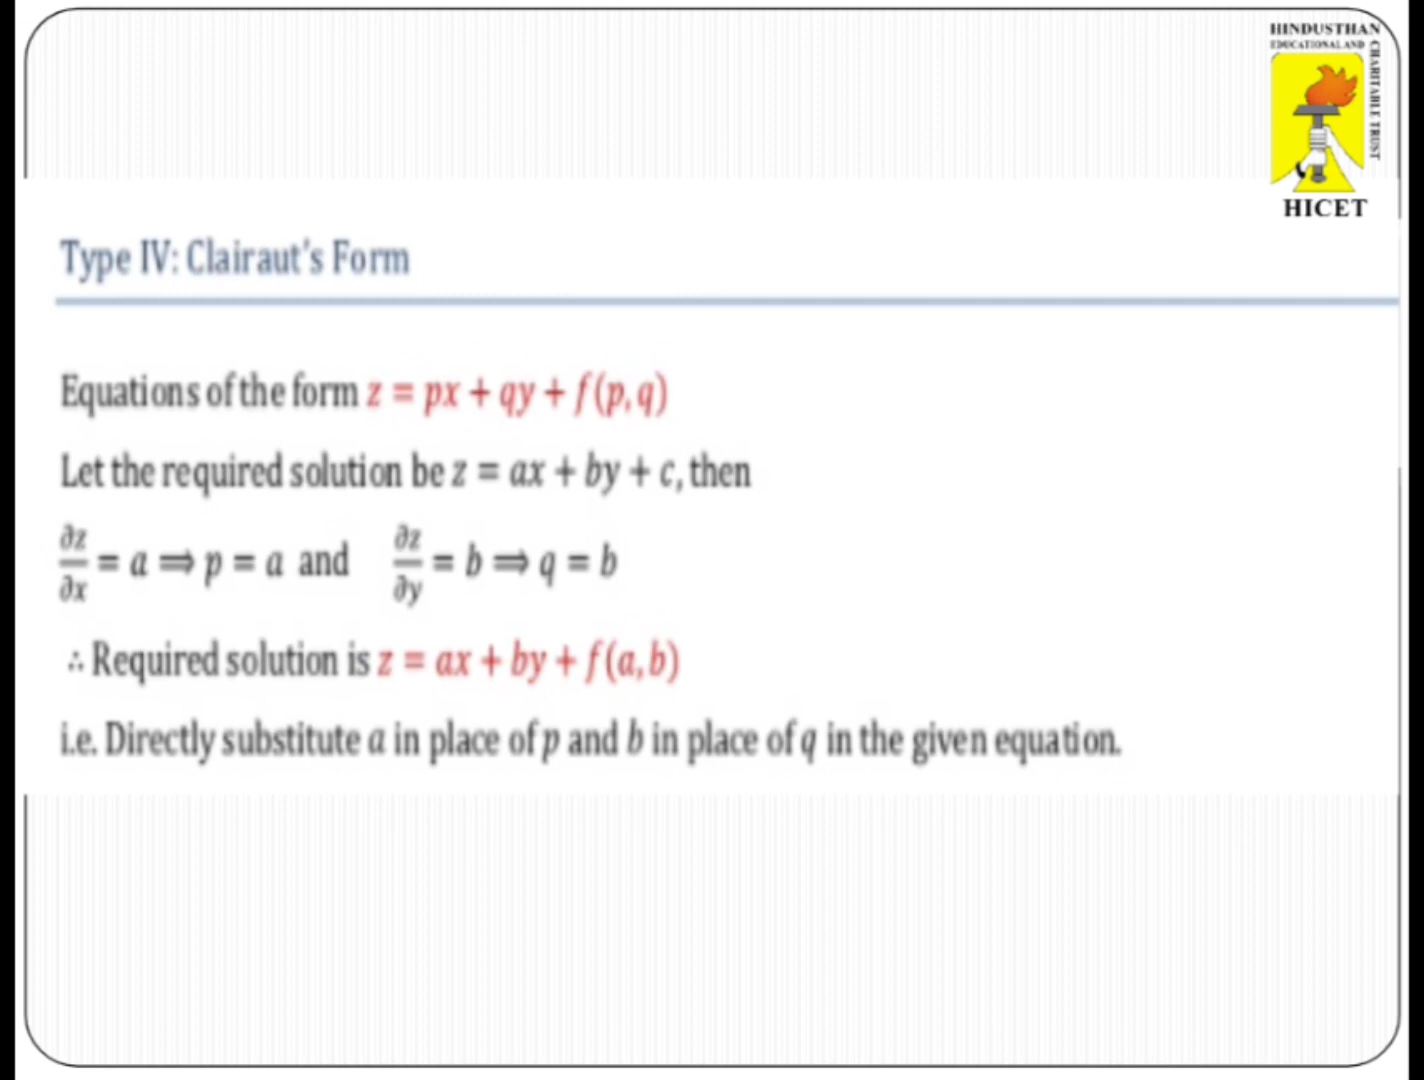 HINDUSTHAN
EDUCATIONAL AND
CHARITABLE TRUST
HICET
Type IV: Clairaut's Form
Equations of the form z = px + qy + f(p, q)
Let the required solution be z = ax + by + c, then
∂z/∂x = a ⟹ p = a and ∂z/∂y = b ⟹ q = b
∴ Required solution is z = ax + by + f(a, b)
i.e. Directly substitute a in place of p and b in place of q in the given equation.